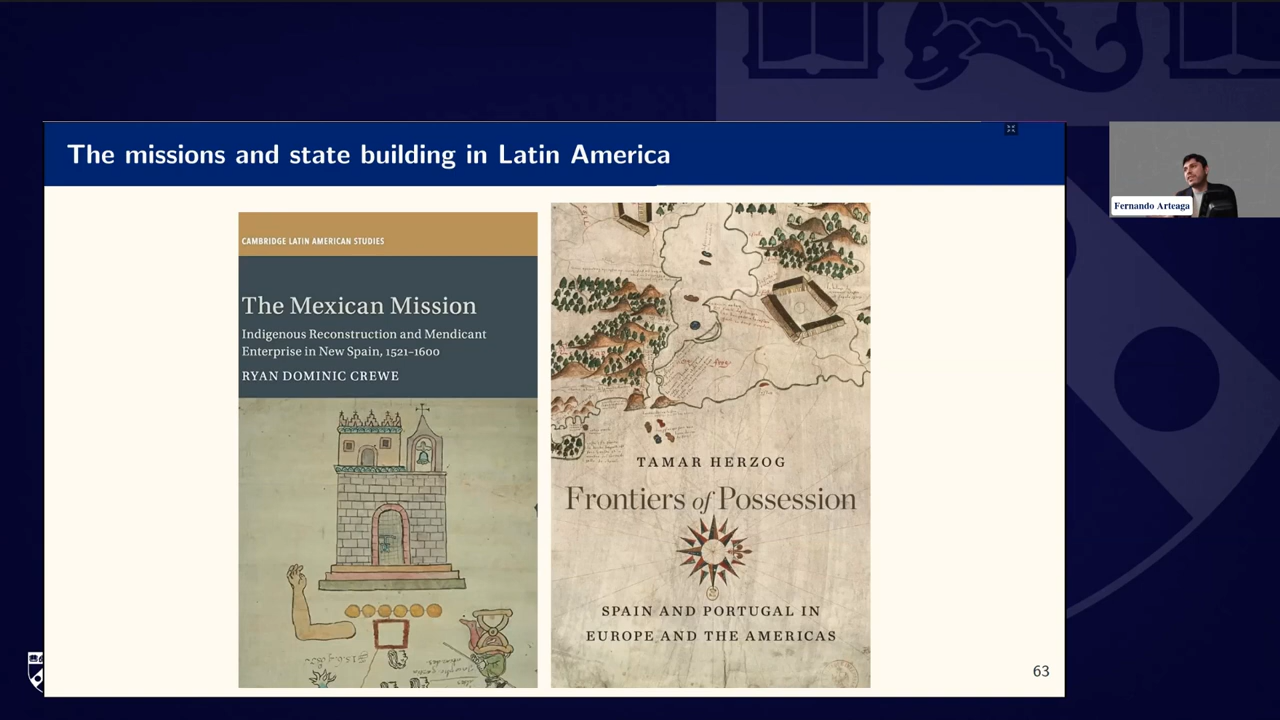 The missions and state building in Latin America
CAMBRIDGE LATIN AMERICAN STUDIES
The Mexican Mission
Indigenous Reconstruction and Mendicant
Enterprise in New Spain, 1521–1600
RYAN DOMINIC CREWE
TAMAR HERZOG
Frontiers of Possession
SPAIN AND PORTUGAL IN
EUROPE AND THE AMERICAS
63
Fernando Arteaga